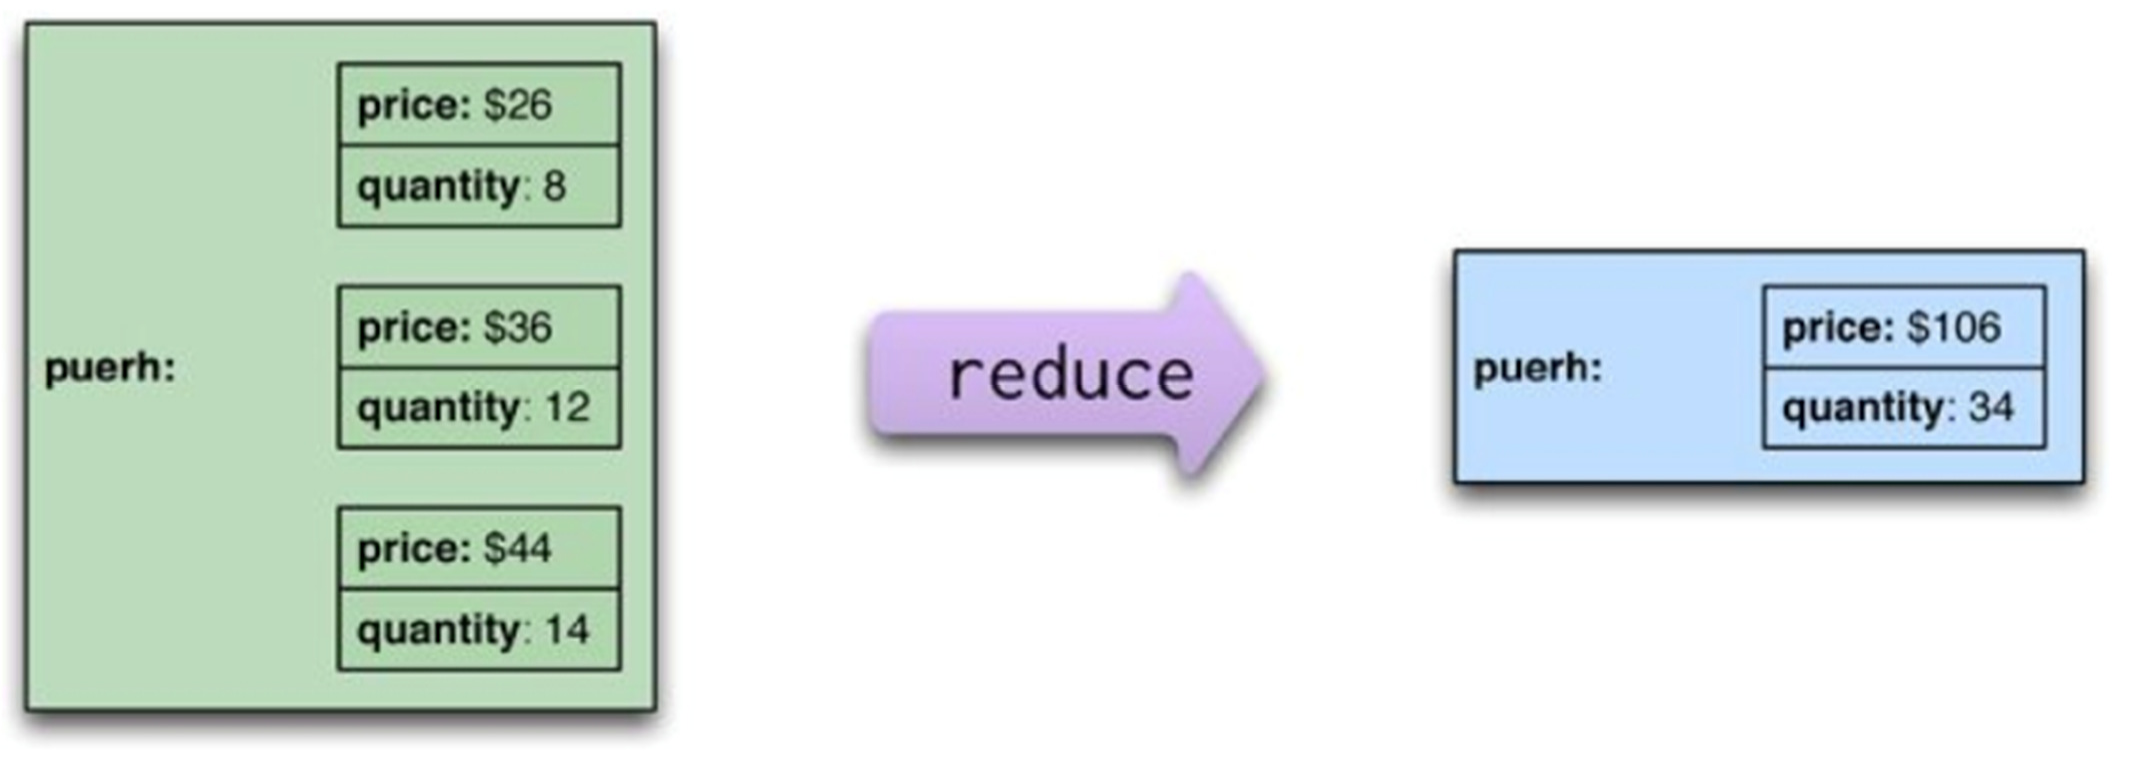 price: $26
quantity: 8
puerh:
price: $36
quantity: 12
price: $44
quantity: 14
reduce
puerh:
price: $106
quantity: 34